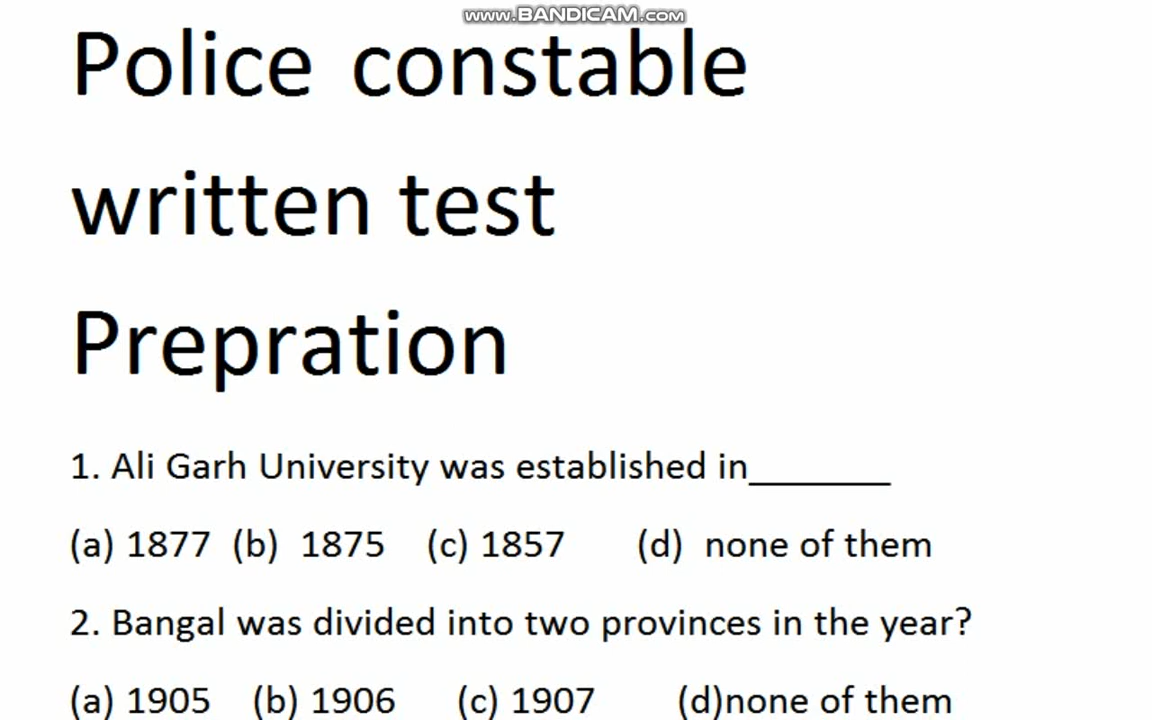 www.BANDICAM.com
Police constable
written test
Prepration
1. Ali Garh University was established in_______
(a) 1877 (b) 1875 (c) 1857 (d) none of them
2. Bangal was divided into two provinces in the year?
(a) 1905 (b) 1906 (c) 1907 (d)none of them